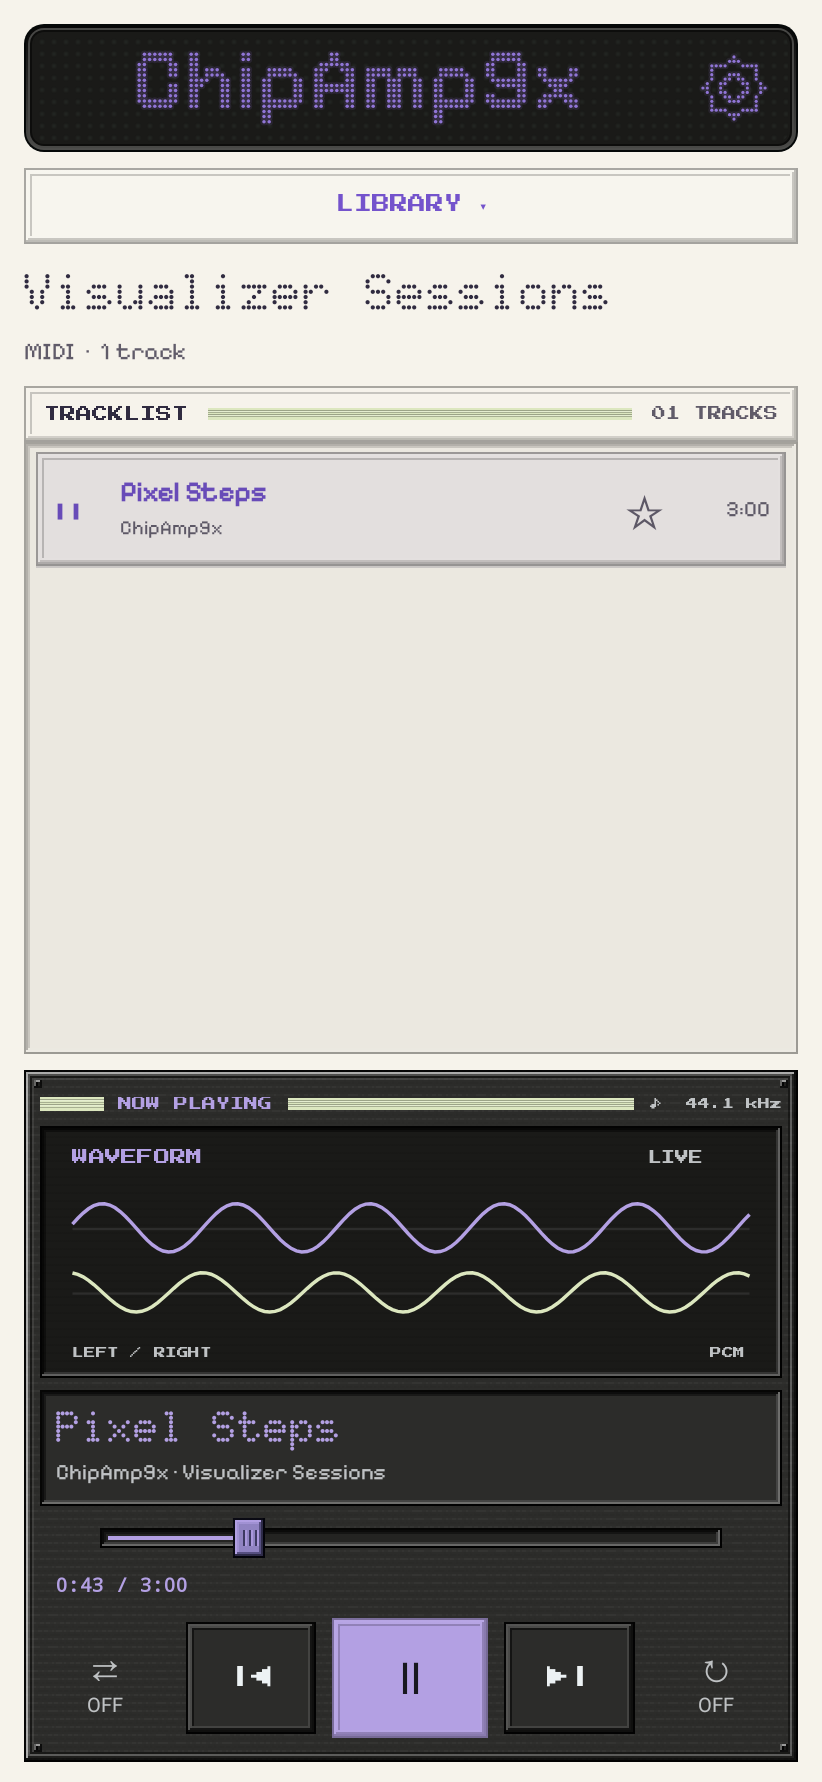 ChipAmp9x
LIBRARY ▾
Visualizer Sessions
MIDI · 1 track
TRACKLIST 01 TRACKS
Pixel Steps
ChipAmp9x
3:00
NOW PLAYING ♪ 44.1 kHz
WAVEFORM LIVE
LEFT / RIGHT PCM
Pixel Steps
ChipAmp9x · Visualizer Sessions
0:43 / 3:00
OFF OFF